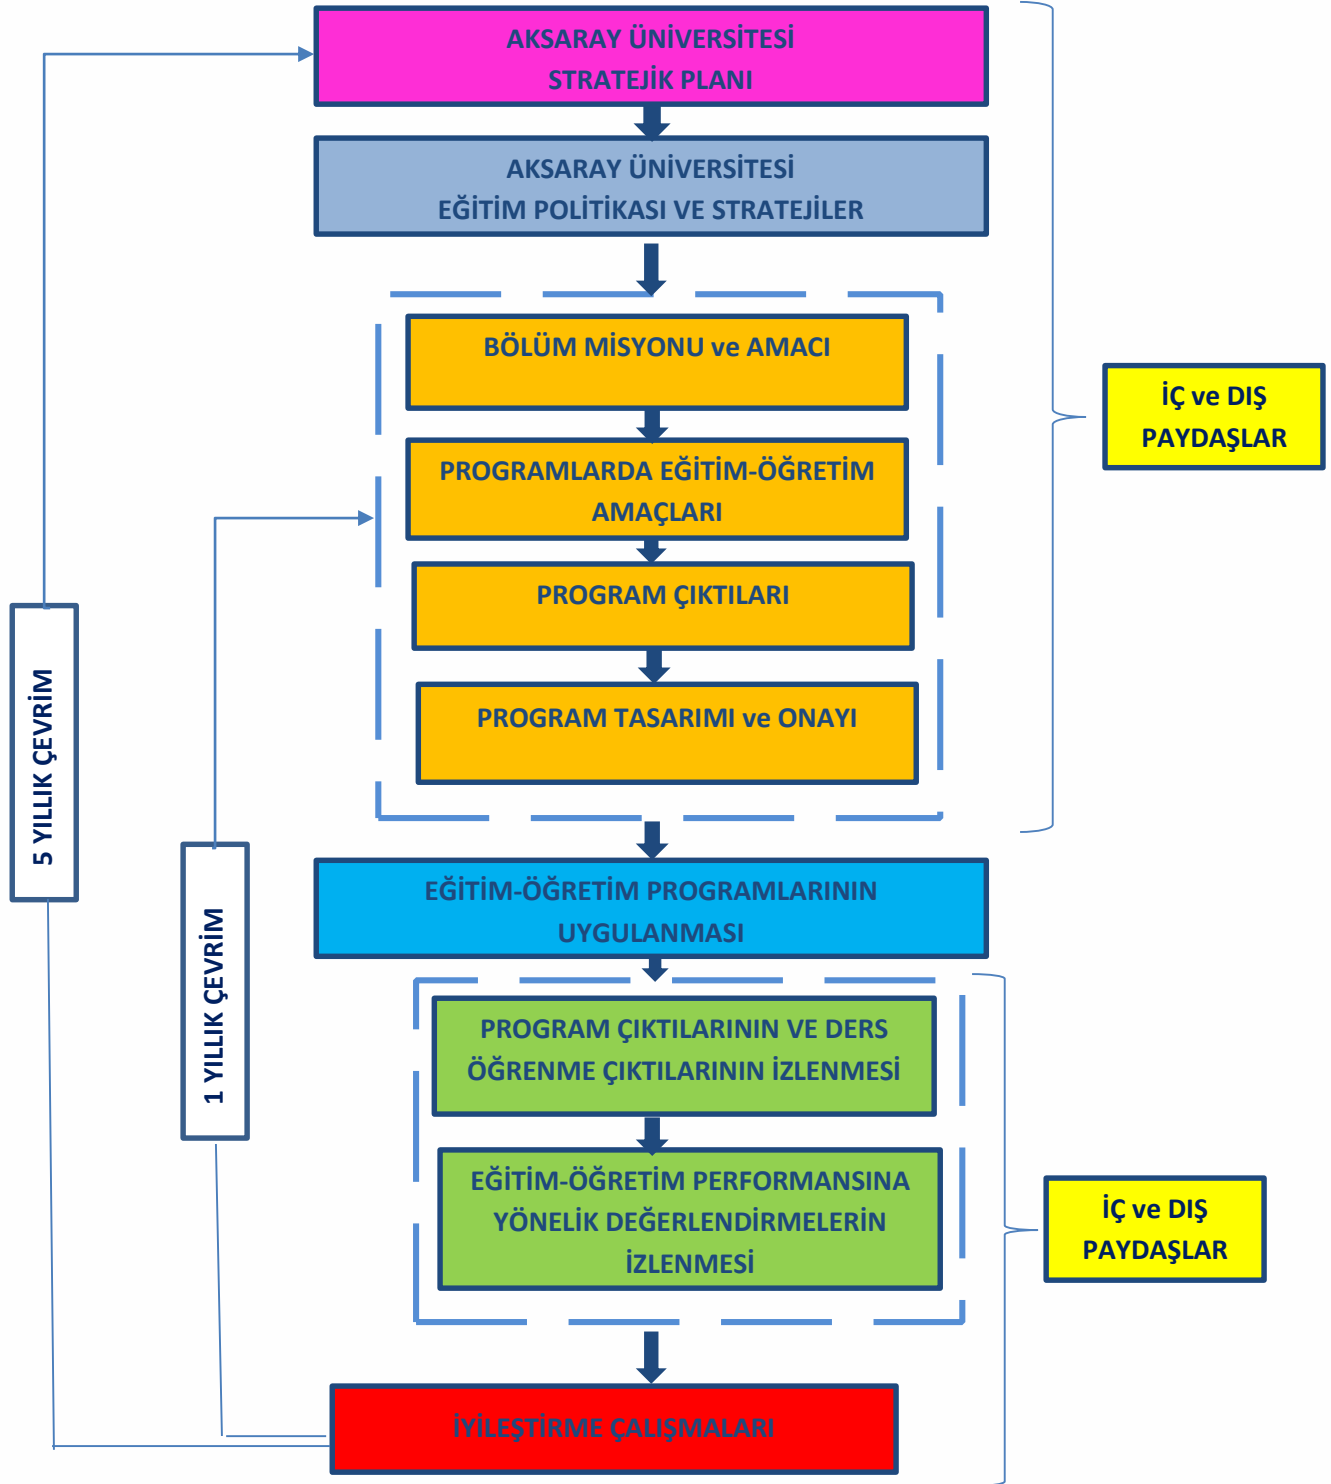 AKSARAY ÜNİVERSİTESİ
STRATEJİK PLANI
AKSARAY ÜNİVERSİTESİ
EĞİTİM POLİTİKASI VE STRATEJİLER
BÖLÜM MİSYONU ve AMACI
PROGRAMLARDA EĞİTİM-ÖĞRETİM
AMAÇLARI
PROGRAM ÇIKTILARI
PROGRAM TASARIMI ve ONAYI
İÇ ve DIŞ
PAYDAŞLAR
5 YILLIK ÇEVRİM
1 YILLIK ÇEVRİM
EĞİTİM-ÖĞRETİM PROGRAMLARININ
UYGULANMASI
PROGRAM ÇIKTILARININ VE DERS
ÖĞRENME ÇIKTILARININ İZLENMESİ
EĞİTİM-ÖĞRETİM PERFORMANSINA
YÖNELİK DEĞERLENDİRMELERİN
İZLENMESİ
İÇ ve DIŞ
PAYDAŞLAR
İYİLEŞTİRME ÇALIŞMALARI